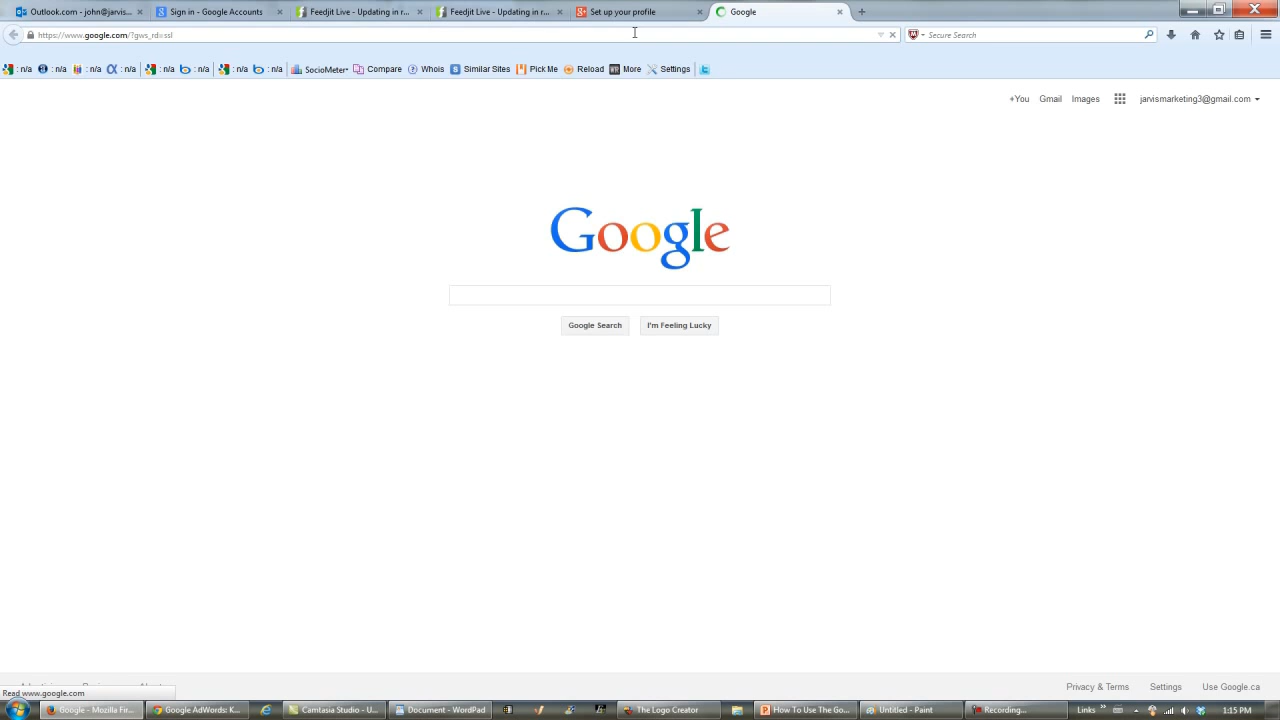 Outlook.com - john@jarvis...
Sign in - Google Accounts
Feedjit Live - Updating in r...
Feedjit Live - Updating in r...
Set up your profile
Google
https://www.google.com/?gws_rd=ssl
Secure Search
: n/a : n/a : n/a : n/a : n/a : n/a : n/a : n/a SocioMeter Compare Whois Similar Sites Pick Me Reload More Settings
+You Gmail Images jarvismarketing3@gmail.com
Google
Google Search I'm Feeling Lucky
Privacy & Terms Settings Use Google.ca
Read www.google.com
Google - Mozilla Fir... Google AdWords: K... Camtasia Studio - U... Document - WordPad The Logo Creator How To Use The Go... Untitled - Paint Recording... Links 1:15 PM